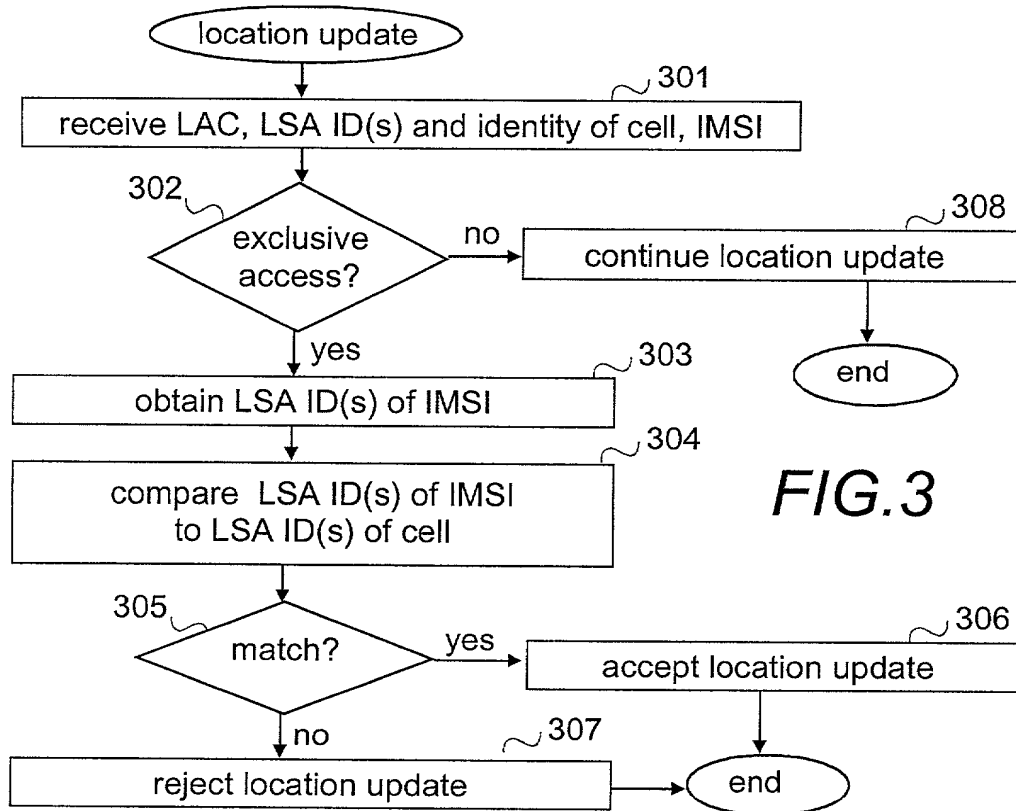 location update
301
receive LAC, LSA ID(s) and identity of cell, IMSI
302
exclusive
access?
no
308
continue location update
yes
end
303
obtain LSA ID(s) of IMSI
304
compare LSA ID(s) of IMSI
to LSA ID(s) of cell
FIG.3
305
match?
yes
306
accept location update
no
307
reject location update
end